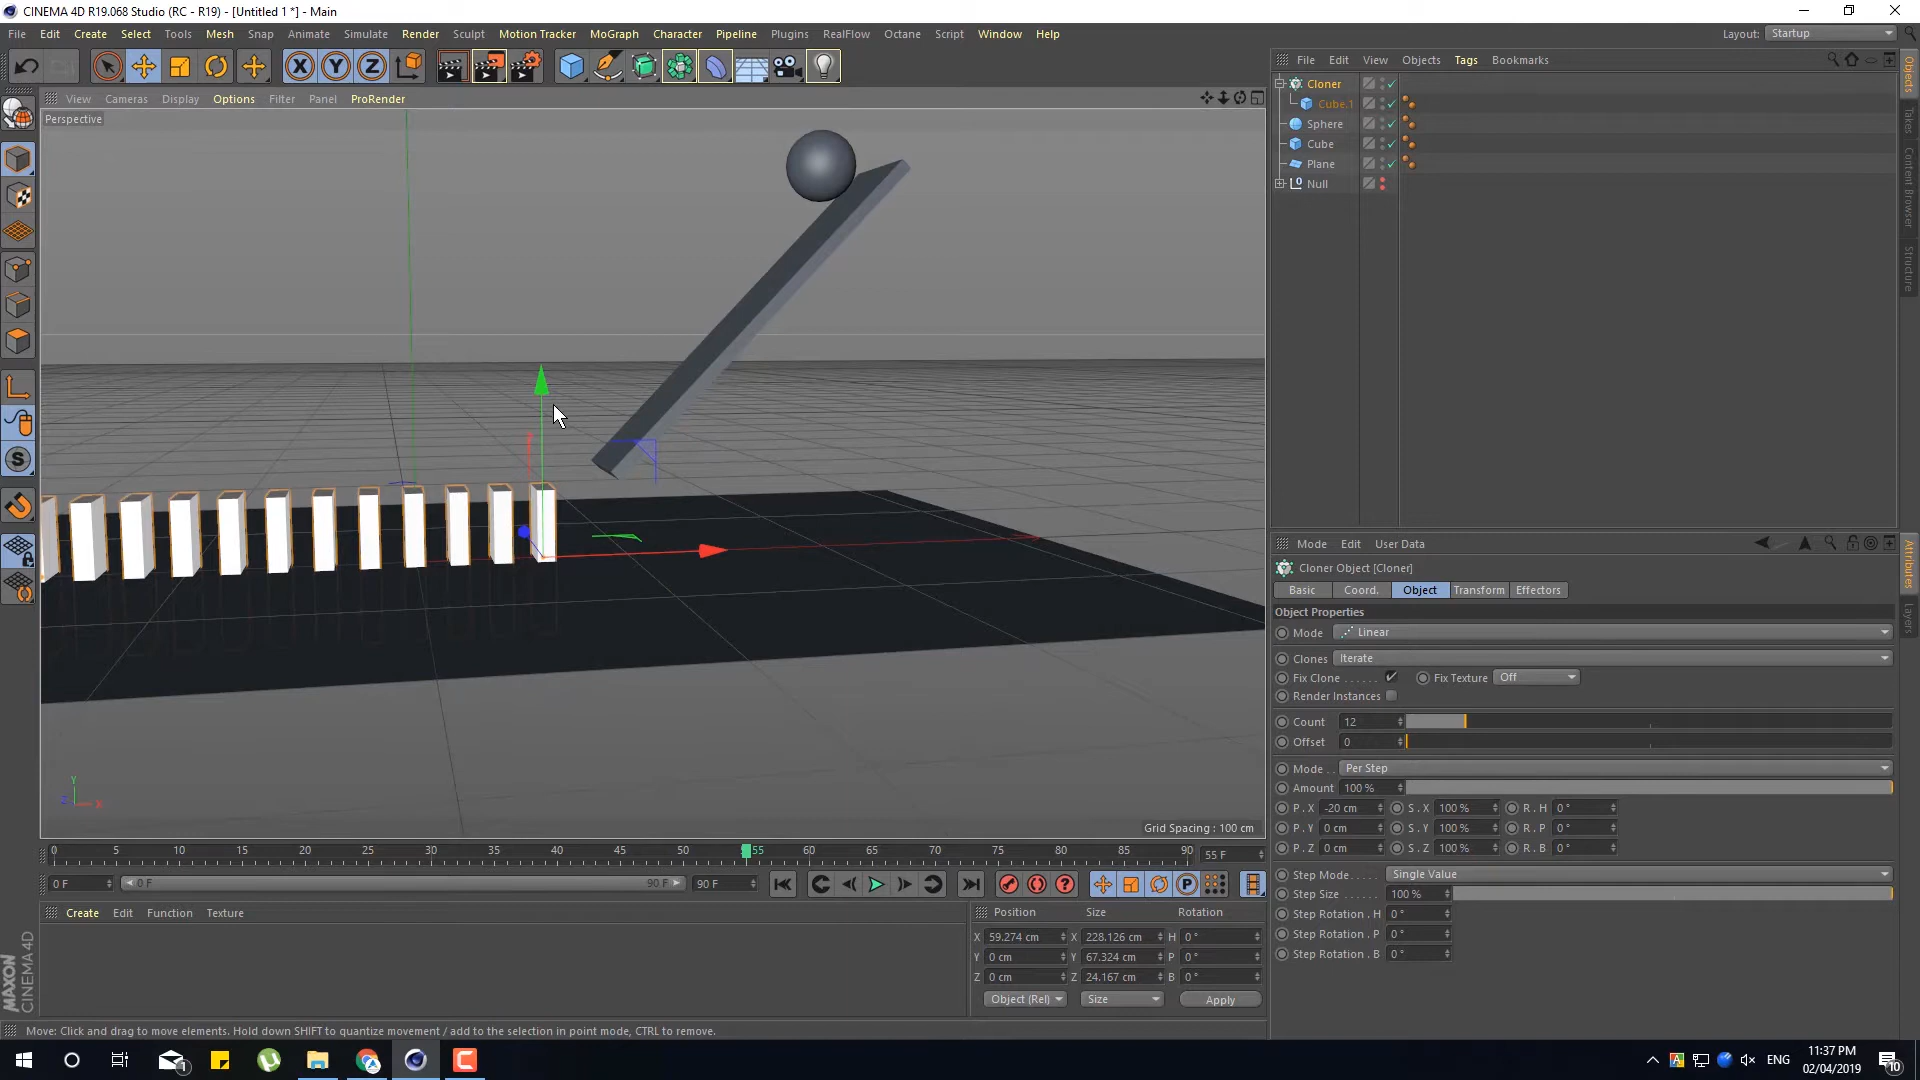 CINEMA 4D R19.068 Studio (RC - R19) - [Untitled 1 *] - Main
File Edit Create Select Tools Mesh Snap Animate Simulate Render Sculpt Motion Tracker MoGraph Character Pipeline Plugins RealFlow Octane Script Window Help
Layout: Startup
View Cameras Display Options Filter Panel ProRender
Perspective
File Edit View Objects Tags Bookmarks
Cloner
Cube.1
Sphere
Cube
Plane
Null
Objects
Takes
Content Browser
Structure
Attributes
Layers
Mode Edit User Data
Cloner Object [Cloner]
Basic Coord. Object Transform Effectors
Object Properties
Mode Linear
Clones Iterate
Fix Clone Fix Texture Off
Render Instances
Count 12
Offset 0
Mode Per Step
Amount 100 %
P . X -20 cm S . X 100 % R . H 0 °
P . Y 0 cm S . Y 100 % R . P 0 °
P . Z 0 cm S . Z 100 % R . B 0 °
Step Mode Single Value
Step Size 100 %
Step Rotation . H 0 °
Step Rotation . P 0 °
Step Rotation . B 0 °
Y
Z X
Grid Spacing : 100 cm
0 5 10 15 20 25 30 35 40 45 50 55 60 65 70 75 80 85 90 55 F
0 F 0 F 90 F 90 F
Create Edit Function Texture
Position Size Rotation
X 59.274 cm X 228.126 cm H 0 °
Y 0 cm Y 67.324 cm P 0 °
Z 0 cm Z 24.167 cm B 0 °
Object (Rel) Size Apply
MAXON
CINEMA 4D
Move: Click and drag to move elements. Hold down SHIFT to quantize movement / add to the selection in point mode, CTRL to remove.
ENG
11:37 PM
02/04/2019
10